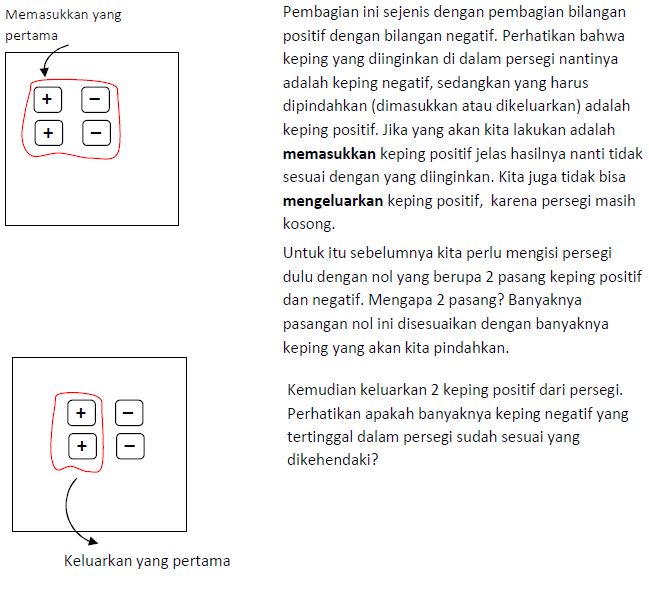 Memasukkan yang
pertama
+ −
+ −
Pembagian ini sejenis dengan pembagian bilangan
positif dengan bilangan negatif. Perhatikan bahwa
keping yang diinginkan di dalam persegi nantinya
adalah keping negatif, sedangkan yang harus
dipindahkan (dimasukkan atau dikeluarkan) adalah
keping positif. Jika yang akan kita lakukan adalah
memasukkan keping positif jelas hasilnya nanti tidak
sesuai dengan yang diinginkan. Kita juga tidak bisa
mengeluarkan keping positif,  karena persegi masih
kosong.
Untuk itu sebelumnya kita perlu mengisi persegi
dulu dengan nol yang berupa 2 pasang keping positif
dan negatif. Mengapa 2 pasang? Banyaknya
pasangan nol ini disesuaikan dengan banyaknya
keping yang akan kita pindahkan.
+ −
+ −
Keluarkan yang pertama
Kemudian keluarkan 2 keping positif dari persegi.
Perhatikan apakah banyaknya keping negatif yang
tertinggal dalam persegi sudah sesuai yang
dikehendaki?